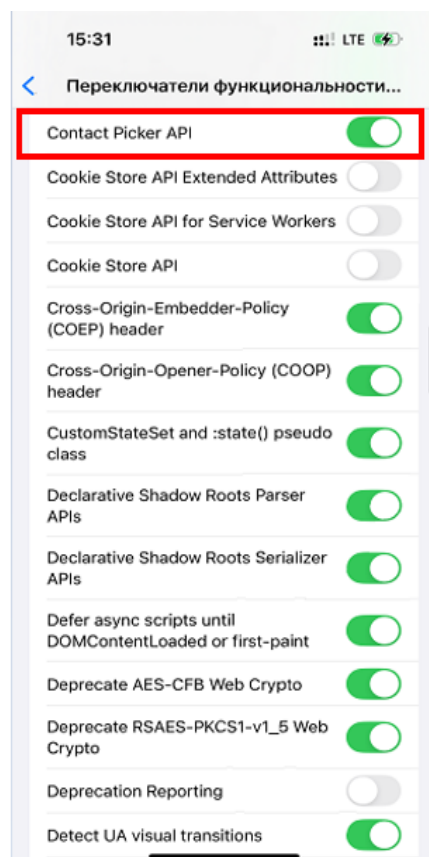 15:31 LTE
Переключатели функциональности...
Contact Picker API
Cookie Store API Extended Attributes
Cookie Store API for Service Workers
Cookie Store API
Cross-Origin-Embedder-Policy
(COEP) header
Cross-Origin-Opener-Policy (COOP)
header
CustomStateSet and :state() pseudo
class
Declarative Shadow Roots Parser
APIs
Declarative Shadow Roots Serializer
APIs
Defer async scripts until
DOMContentLoaded or first-paint
Deprecate AES-CFB Web Crypto
Deprecate RSAES-PKCS1-v1_5 Web
Crypto
Deprecation Reporting
Detect UA visual transitions